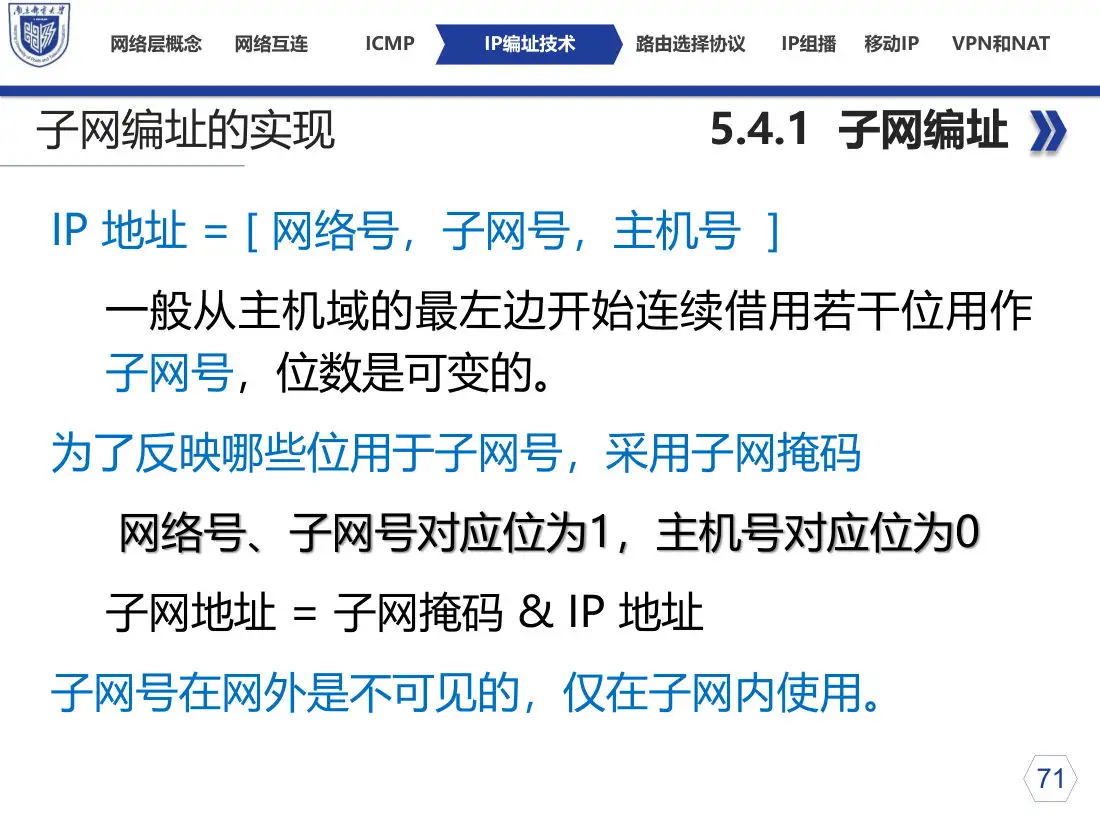 网络层概念 网络互连 ICMP IP编址技术 路由选择协议 IP组播 移动IP VPN和NAT
子网编址的实现
5.4.1 子网编址
IP 地址 = [ 网络号，子网号，主机号 ]
一般从主机域的最左边开始连续借用若干位用作
子网号，位数是可变的。
为了反映哪些位用于子网号，采用子网掩码
网络号、子网号对应位为1，主机号对应位为0
子网地址 = 子网掩码 & IP 地址
子网号在网外是不可见的，仅在子网内使用。
71